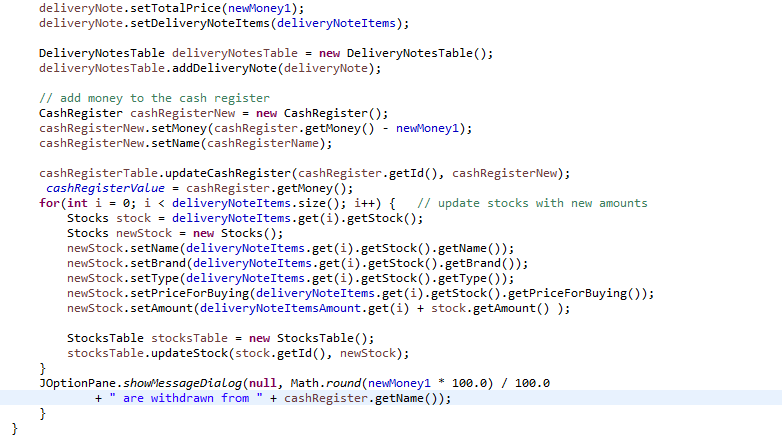 deliveryNote.setTotalPrice(newMoney1);
deliveryNote.setDeliveryNoteItems(deliveryNoteItems);
DeliveryNotesTable deliveryNotesTable = new DeliveryNotesTable();
deliveryNotesTable.addDeliveryNote(deliveryNote);
// add money to the cash register
CashRegister cashRegisterNew = new CashRegister();
cashRegisterNew.setMoney(cashRegister.getMoney() - newMoney1);
cashRegisterNew.setName(cashRegisterName);
cashRegisterTable.updateCashRegister(cashRegister.getId(), cashRegisterNew);
cashRegisterValue = cashRegister.getMoney();
for(int i = 0; i < deliveryNoteItems.size(); i++) {   // update stocks with new amounts
Stocks stock = deliveryNoteItems.get(i).getStock();
Stocks newStock = new Stocks();
newStock.setName(deliveryNoteItems.get(i).getStock().getName());
newStock.setBrand(deliveryNoteItems.get(i).getStock().getBrand());
newStock.setType(deliveryNoteItems.get(i).getStock().getType());
newStock.setPriceForBuying(deliveryNoteItems.get(i).getStock().getPriceForBuying());
newStock.setAmount(deliveryNoteItemsAmount.get(i) + stock.getAmount() );
StocksTable stocksTable = new StocksTable();
stocksTable.updateStock(stock.getId(), newStock);
}
JOptionPane.showMessageDialog(null, Math.round(newMoney1 * 100.0) / 100.0
+ " are withdrawn from " + cashRegister.getName());
}
}